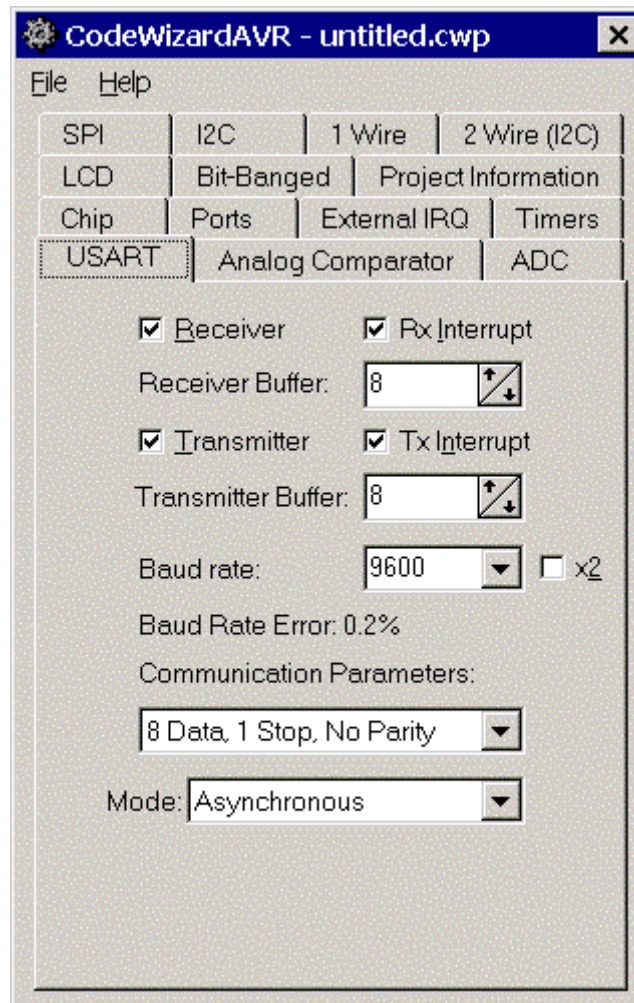 CodeWizardAVR - untitled.cwp
File Help
SPI I2C 1 Wire 2 Wire (I2C)
LCD Bit-Banged Project Information
Chip Ports External IRQ Timers
USART Analog Comparator ADC
Receiver Rx Interrupt
Receiver Buffer: 8
Transmitter Tx Interrupt
Transmitter Buffer: 8
Baud rate: 9600 x2
Baud Rate Error: 0.2%
Communication Parameters:
8 Data, 1 Stop, No Parity
Mode: Asynchronous